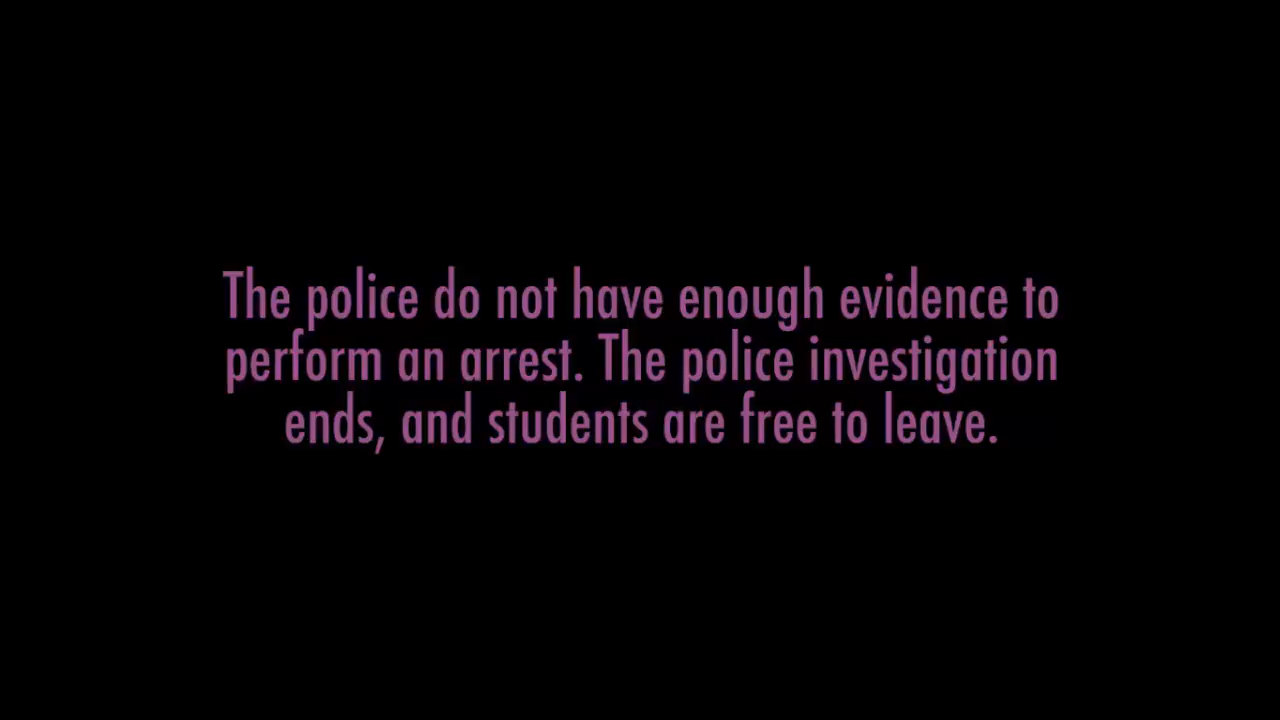 The police do not have enough evidence to
perform an arrest. The police investigation
ends, and students are free to leave.